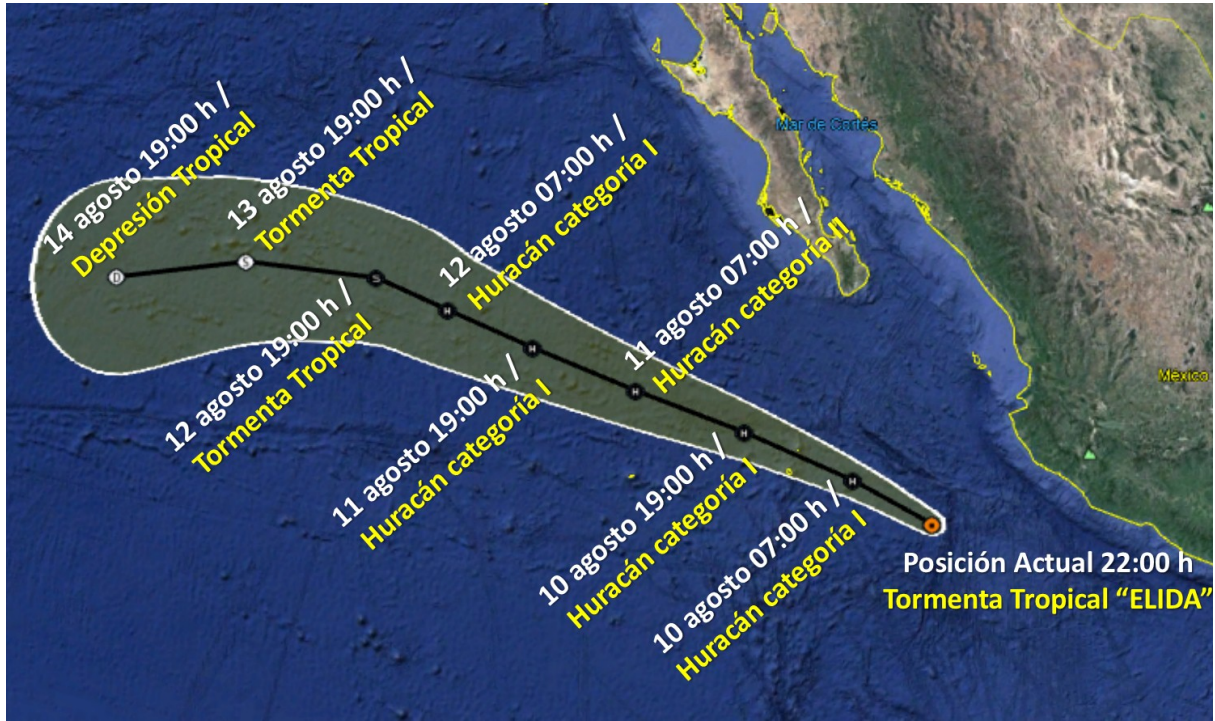 14 agosto 19:00 h /
Depresión Tropical
13 agosto 19:00 h /
Tormenta Tropical
12 agosto 07:00 h /
Huracán categoría I
11 agosto 07:00 h /
Huracán categoría II
12 agosto 19:00 h /
Tormenta Tropical
11 agosto 19:00 h /
Huracán categoría I
10 agosto 19:00 h /
Huracán categoría I
10 agosto 07:00 h /
Huracán categoría I
Mar de Cortés
Mexico
D
S
S
H
H
H
H
H
Posición Actual 22:00 h
Tormenta Tropical “ELIDA”